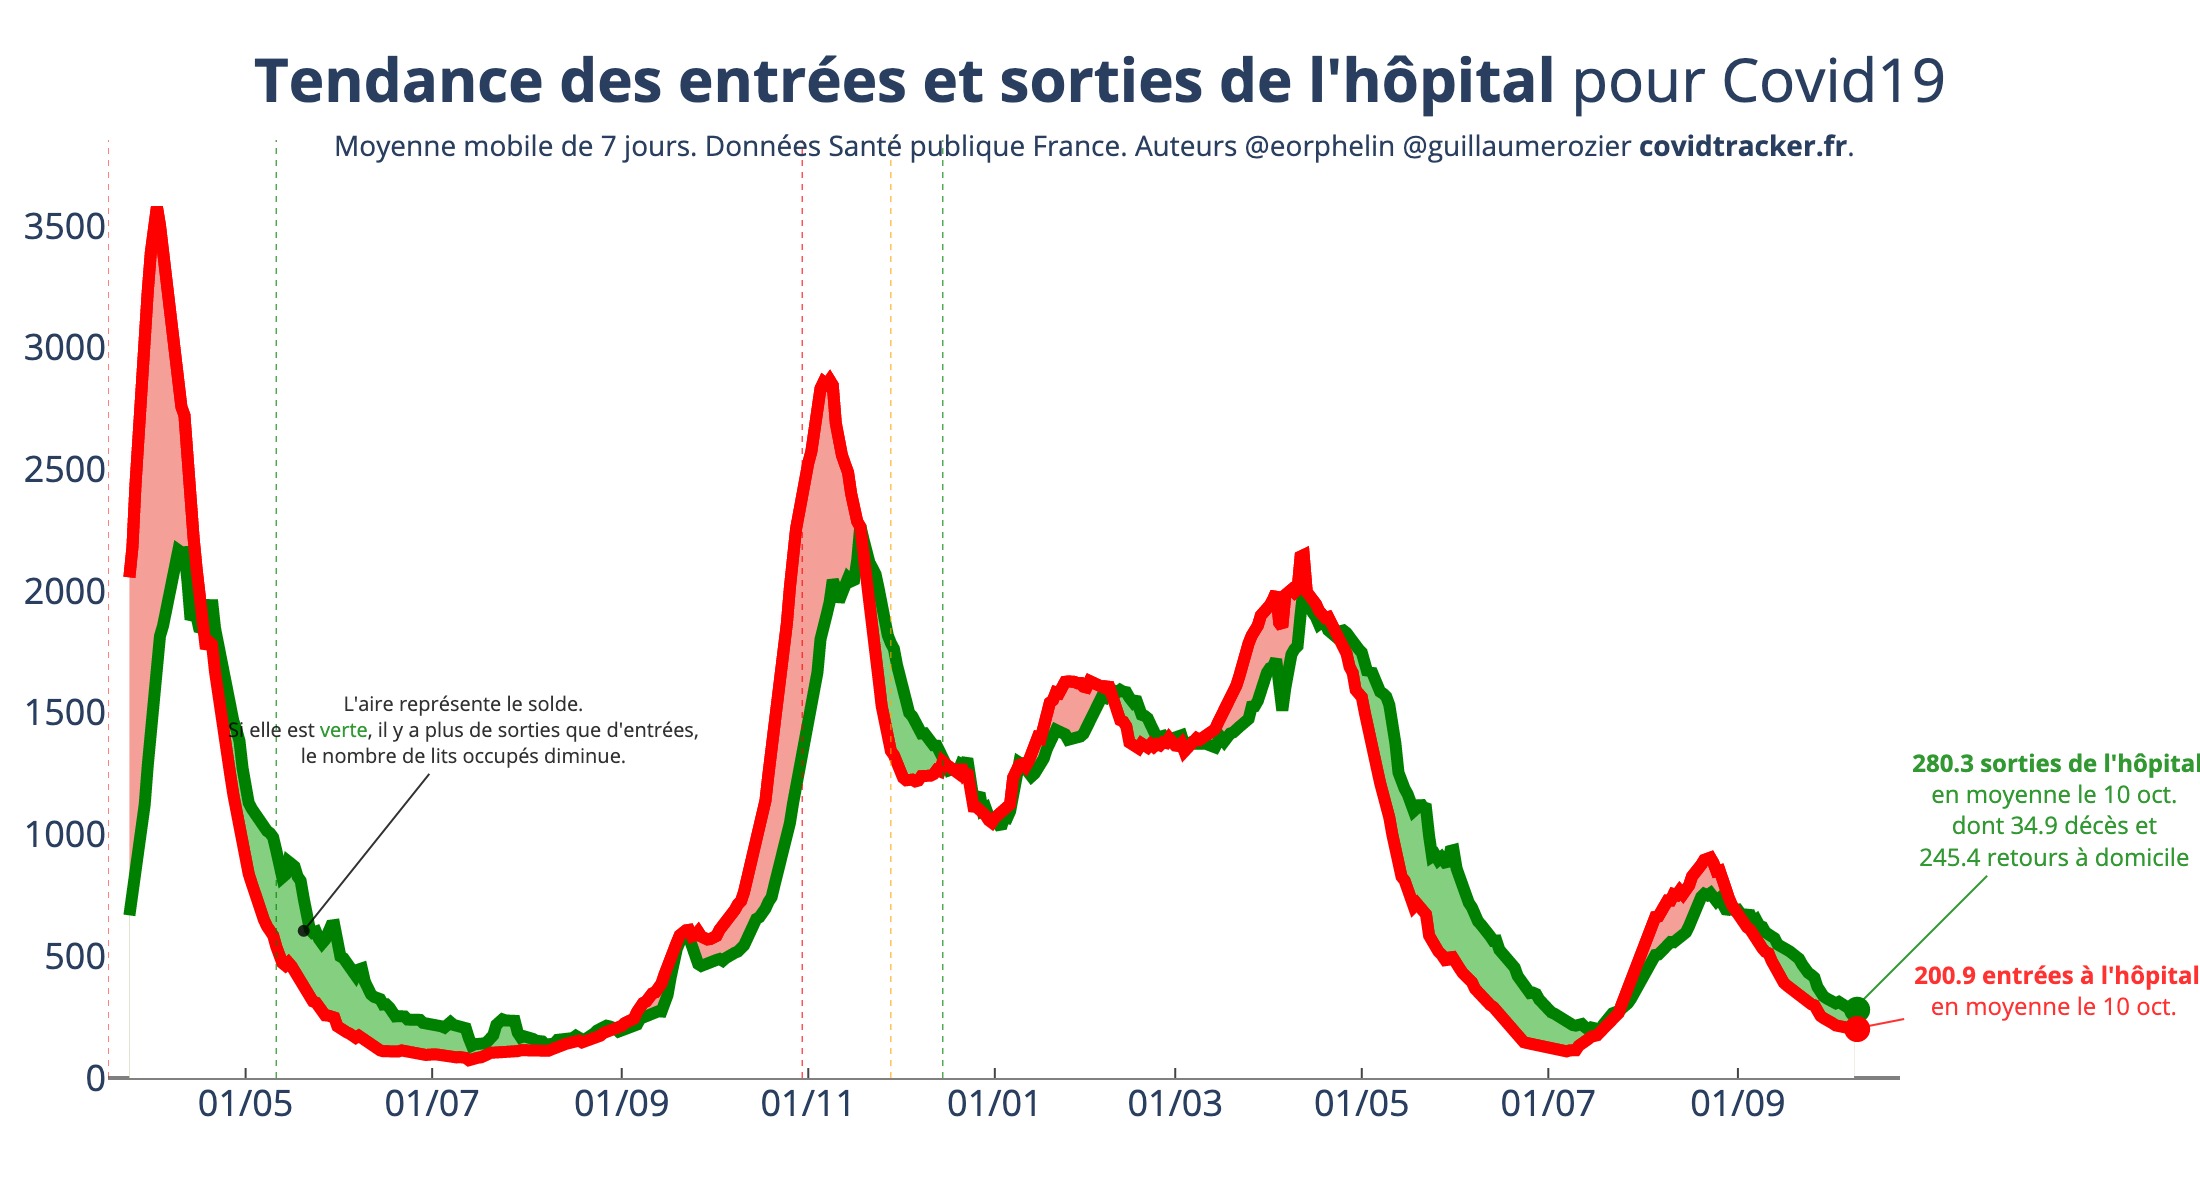 Tendance des entrées et sorties de l'hôpital pour Covid19
Moyenne mobile de 7 jours. Données Santé publique France. Auteurs @eorphelin @guillaumerozier covidtracker.fr.
3500
3000
2500
2000
1500
1000
500
0
L'aire représente le solde.
Si elle est verte, il y a plus de sorties que d'entrées,
le nombre de lits occupés diminue.
280.3 sorties de l'hôpital
en moyenne le 10 oct.
dont 34.9 décès et
245.4 retours à domicile
200.9 entrées à l'hôpital
en moyenne le 10 oct.
01/05 01/07 01/09 01/11 01/01 01/03 01/05 01/07 01/09